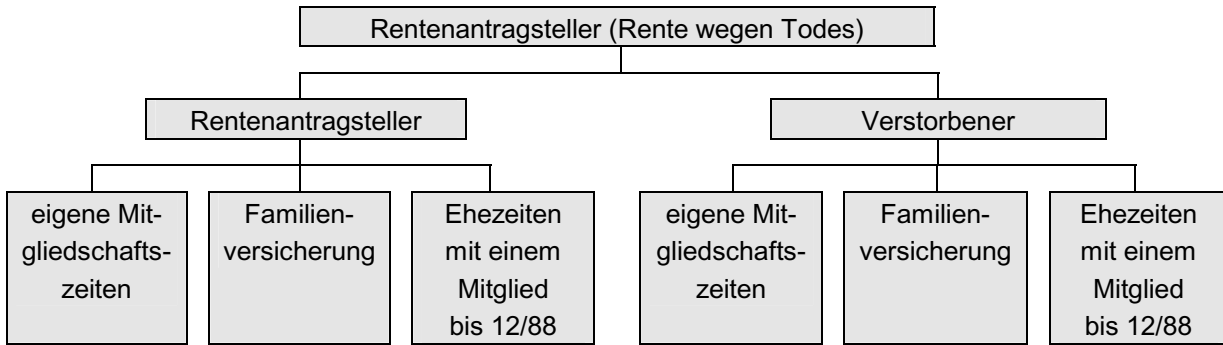 Rentenantragsteller (Rente wegen Todes)
Rentenantragsteller
Verstorbener
eigene Mit-
gliedschafts-
zeiten
Familien-
versicherung
Ehezeiten
mit einem
Mitglied
bis 12/88
eigene Mit-
gliedschafts-
zeiten
Familien-
versicherung
Ehezeiten
mit einem
Mitglied
bis 12/88